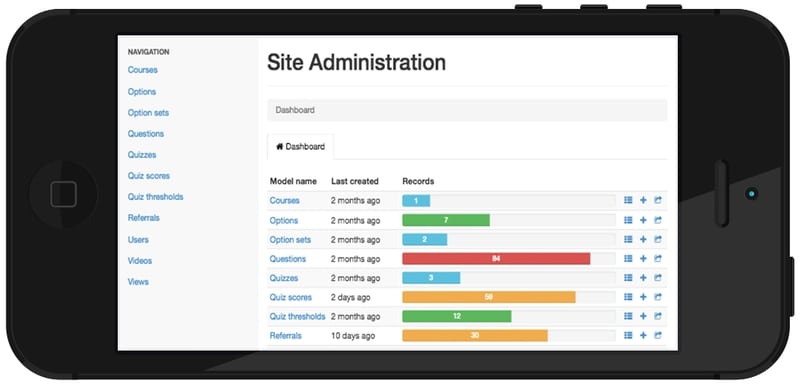 NAVIGATION
Courses
Options
Option sets
Questions
Quizzes
Quiz scores
Quiz thresholds
Referrals
Users
Videos
Views
Site Administration
Dashboard
Dashboard
Model name Last created Records
Courses 2 months ago 1
Options 2 months ago 7
Option sets 2 months ago 2
Questions 2 months ago 84
Quizzes 2 months ago 3
Quiz scores 2 days ago 59
Quiz thresholds 2 months ago 12
Referrals 10 days ago 30